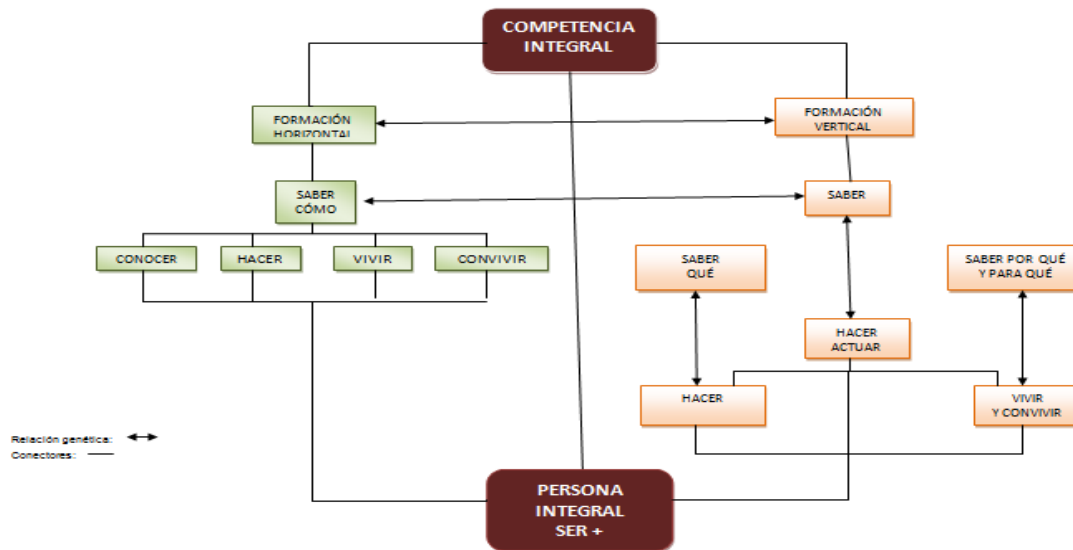 COMPETENCIA
INTEGRAL
FORMACIÓN
HORIZONTAL
FORMACIÓN
VERTICAL
SABER
CÓMO
SABER
CONOCER
HACER
VIVIR
CONVIVIR
SABER
QUÉ
SABER POR QUÉ
Y PARA QUÉ
HACER
ACTUAR
HACER
VIVIR
Y CONVIVIR
Relación genética:
Conectores:
PERSONA
INTEGRAL
SER +